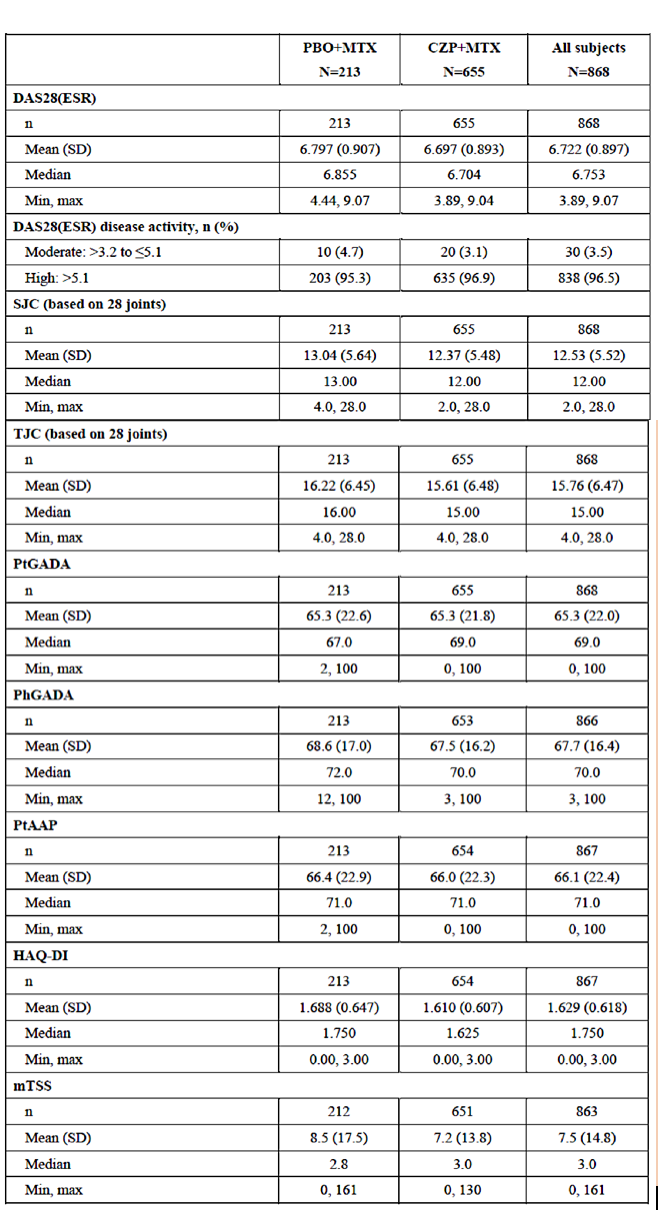 PBO+MTX CZP+MTX All subjects
N=213 N=655 N=868
DAS28(ESR)
n 213 655 868
Mean (SD) 6.797 (0.907) 6.697 (0.893) 6.722 (0.897)
Median 6.855 6.704 6.753
Min, max 4.44, 9.07 3.89, 9.04 3.89, 9.07
DAS28(ESR) disease activity, n (%)
Moderate: >3.2 to ≤5.1 10 (4.7) 20 (3.1) 30 (3.5)
High: >5.1 203 (95.3) 635 (96.9) 838 (96.5)
SJC (based on 28 joints)
n 213 655 868
Mean (SD) 13.04 (5.64) 12.37 (5.48) 12.53 (5.52)
Median 13.00 12.00 12.00
Min, max 4.0, 28.0 2.0, 28.0 2.0, 28.0
TJC (based on 28 joints)
n 213 655 868
Mean (SD) 16.22 (6.45) 15.61 (6.48) 15.76 (6.47)
Median 16.00 15.00 15.00
Min, max 4.0, 28.0 4.0, 28.0 4.0, 28.0
PtGADA
n 213 655 868
Mean (SD) 65.3 (22.6) 65.3 (21.8) 65.3 (22.0)
Median 67.0 69.0 69.0
Min, max 2, 100 0, 100 0, 100
PhGADA
n 213 653 866
Mean (SD) 68.6 (17.0) 67.5 (16.2) 67.7 (16.4)
Median 72.0 70.0 70.0
Min, max 12, 100 3, 100 3, 100
PtAAP
n 213 654 867
Mean (SD) 66.4 (22.9) 66.0 (22.3) 66.1 (22.4)
Median 71.0 71.0 71.0
Min, max 2, 100 0, 100 0, 100
HAQ-DI
n 213 654 867
Mean (SD) 1.688 (0.647) 1.610 (0.607) 1.629 (0.618)
Median 1.750 1.625 1.750
Min, max 0.00, 3.00 0.00, 3.00 0.00, 3.00
mTSS
n 212 651 863
Mean (SD) 8.5 (17.5) 7.2 (13.8) 7.5 (14.8)
Median 2.8 3.0 3.0
Min, max 0, 161 0, 130 0, 161